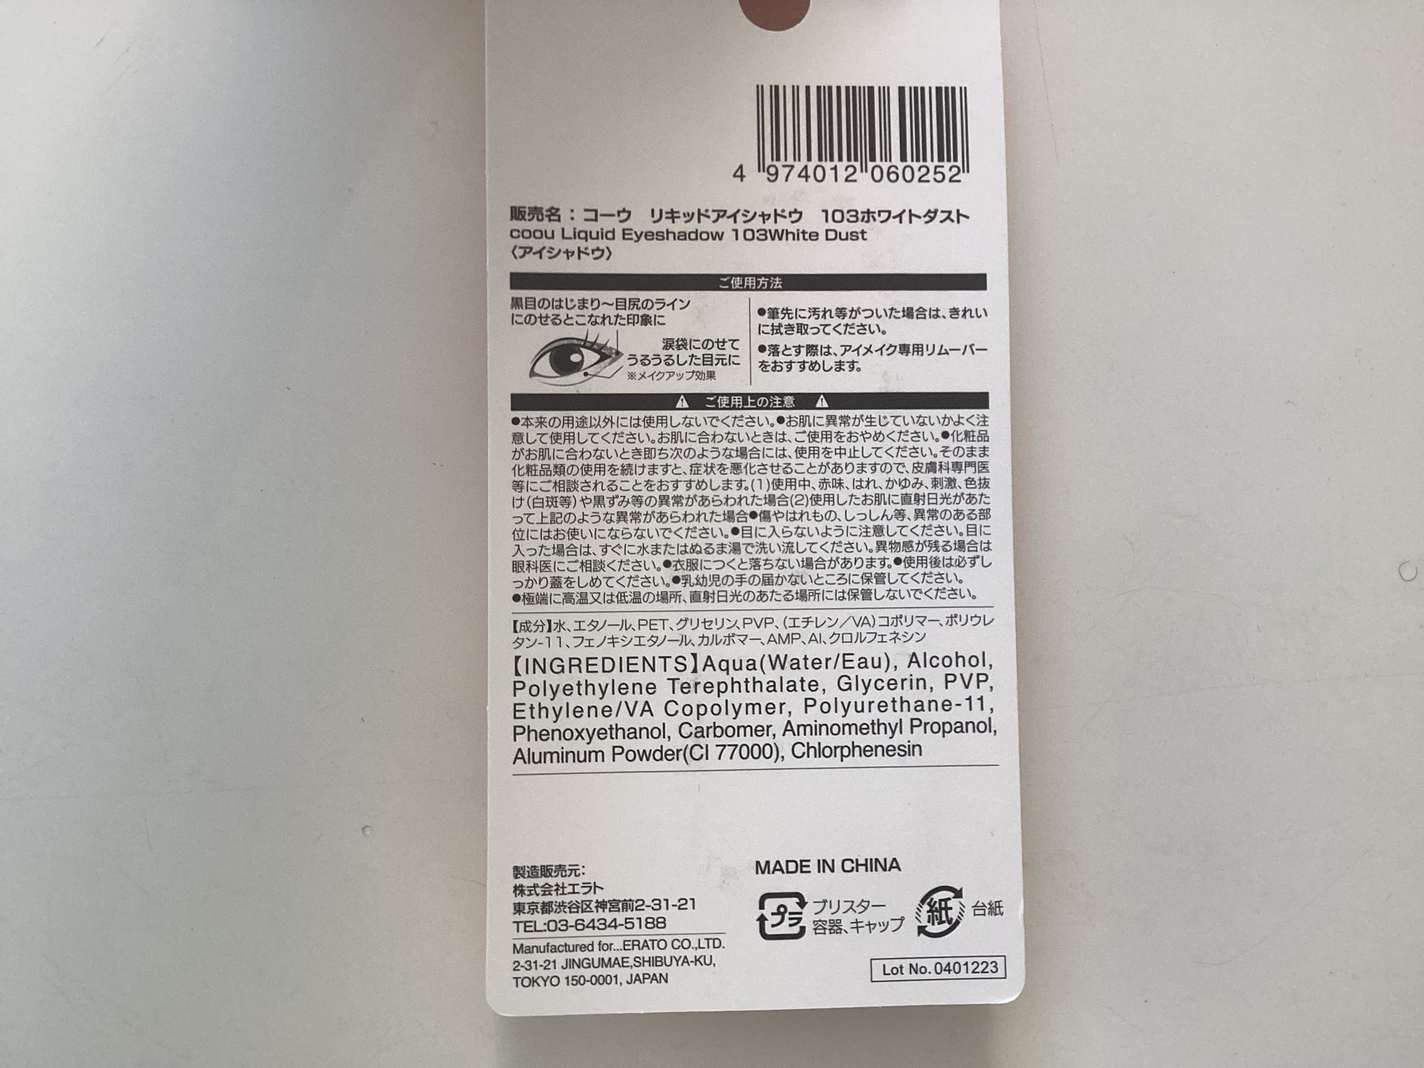 4 974012 060252
販売名：コーウ　リキッドアイシャドウ　103ホワイトダスト
coou Liquid Eyeshadow 103White Dust
〈アイシャドウ〉
ご使用方法
黒目のはじまり〜目尻のライン
にのせるとこなれた印象に
涙袋にのせて
うるうるした目元に
※メイクアップ効果
●筆先に汚れ等がついた場合は、きれい
に拭き取ってください。
●落とす際は、アイメイク専用リムーバー
をおすすめします。
ご使用上の注意
●本来の用途以外には使用しないでください。●お肌に異常が生じていないかよく注
意して使用してください。お肌に合わないときは、ご使用をおやめください。●化粧品
がお肌に合わないとき即ち次のような場合には、使用を中止してください。そのまま
化粧品類の使用を続けますと、症状を悪化させることがありますので、皮膚科専門医
等にご相談されることをおすすめします。(1)使用中、赤味、はれ、かゆみ、刺激、色抜
け(白斑等)や黒ずみ等の異常があらわれた場合(2)使用したお肌に直射日光があた
って上記のような異常があらわれた場合●傷やはれもの、しっしん等、異常のある部
位にはお使いにならないでください。●目に入らないように注意してください。目に
入った場合は、すぐに水またはぬるま湯で洗い流してください。異物感が残る場合は
眼科医にご相談ください。●衣服につくと落ちない場合があります。●使用後は必ずし
っかり蓋をしめてください。●乳幼児の手の届かないところに保管してください。
●極端に高温又は低温の場所、直射日光のあたる場所には保管しないでください。
【成分】水、エタノール、PET、グリセリン、PVP、(エチレン／VA)コポリマー、ポリウレ
タン-11、フェノキシエタノール、カルボマー、AMP、Al、クロルフェネシン
【INGREDIENTS】Aqua(Water/Eau), Alcohol,
Polyethylene Terephthalate, Glycerin, PVP,
Ethylene/VA Copolymer, Polyurethane-11,
Phenoxyethanol, Carbomer, Aminomethyl Propanol,
Aluminum Powder(CI 77000), Chlorphenesin
製造販売元：
株式会社エラト
東京都渋谷区神宮前2-31-21
TEL:03-6434-5188
Manufactured for...ERATO CO.,LTD.
2-31-21 JINGUMAE,SHIBUYA-KU,
TOKYO 150-0001, JAPAN
MADE IN CHINA
プラ
ブリスター
容器、キャップ
紙
台紙
Lot No. 0401223